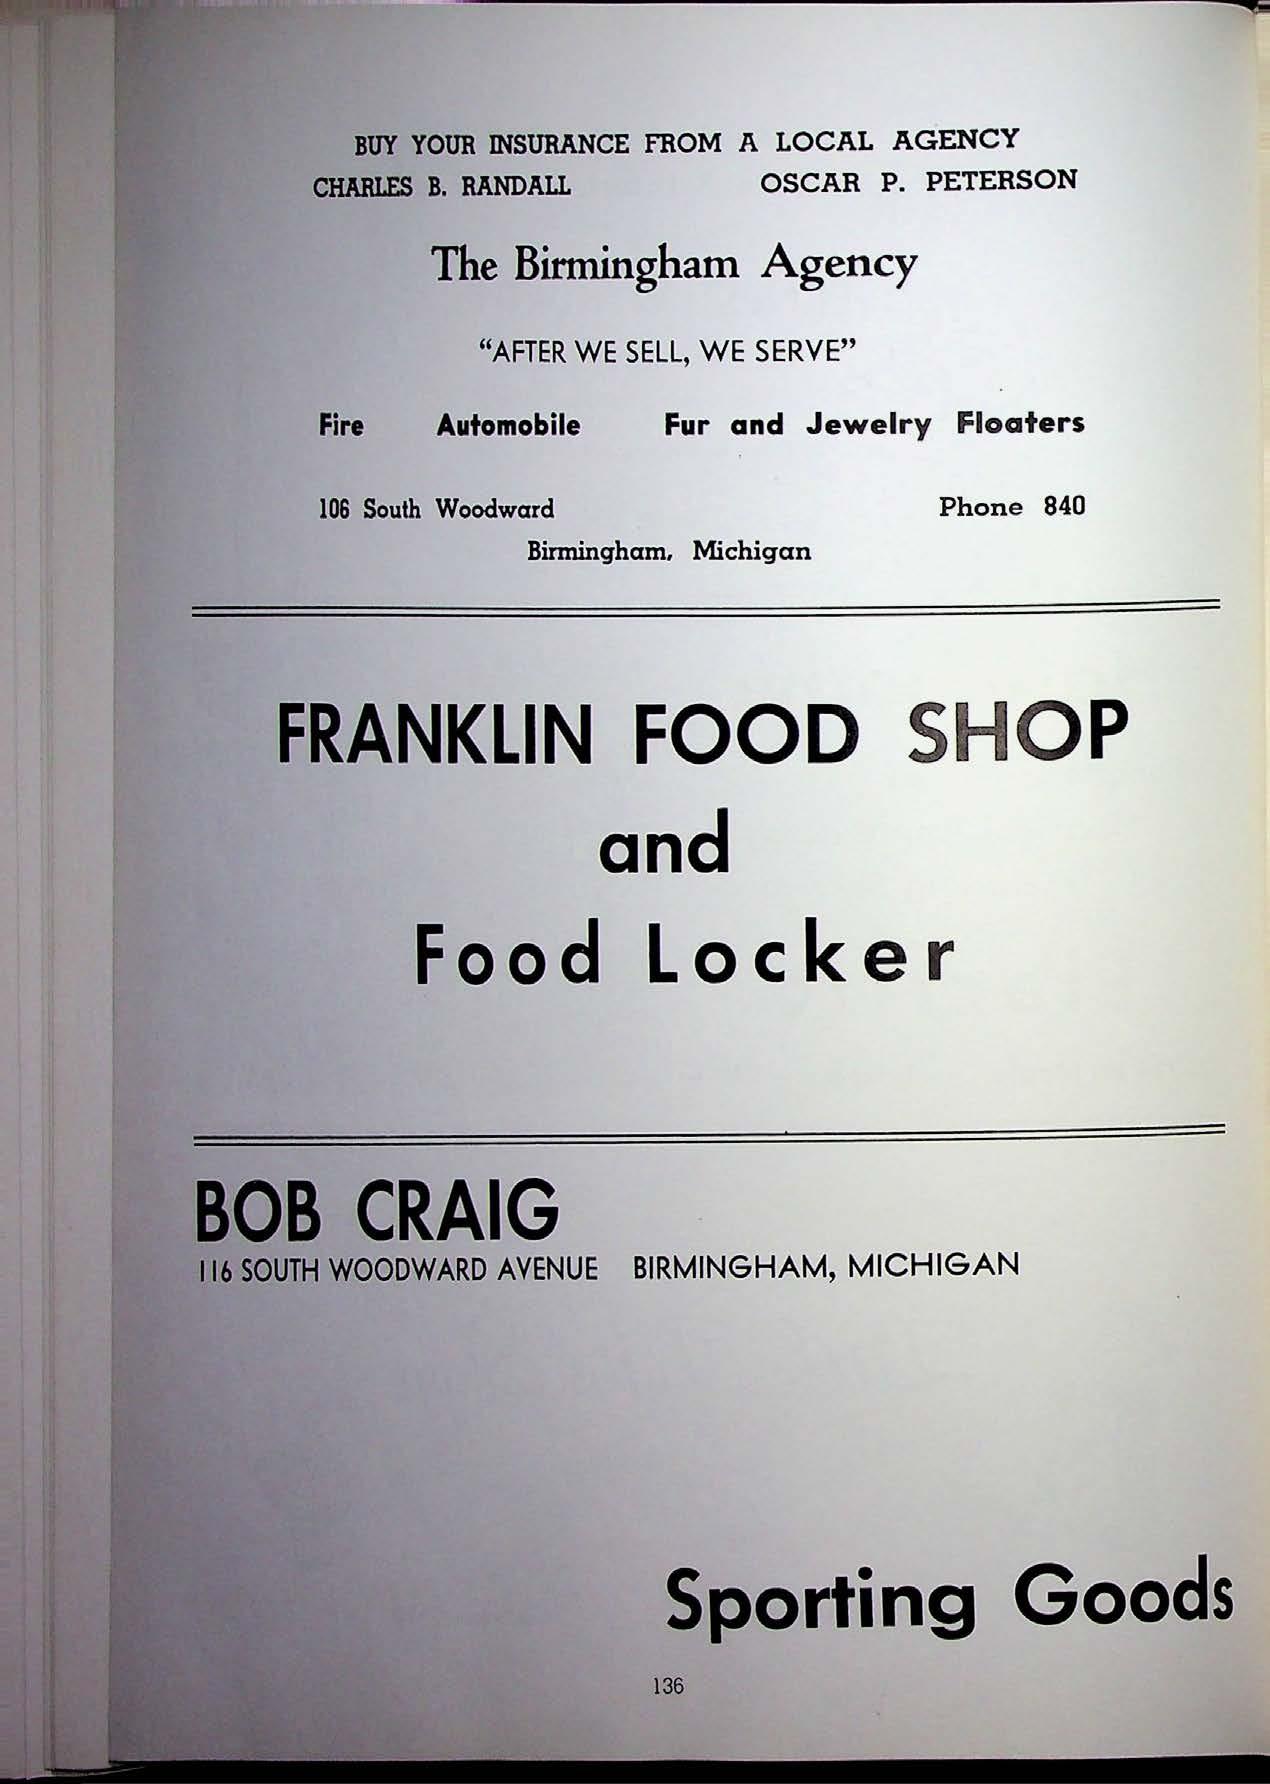 BUY YOUR INSURANCE FROM A LOCAL AGENCY
CHARLES B. RANDALL OSCAR P. PETERSON
The Birmingham Agency
“AFTER WE SELL, WE SERVE”
Fire Automobile Fur and Jewelry Floaters
106 South Woodward Phone 840
Birmingham, Michigan
FRANKLIN FOOD SHOP
and
Food Locker
BOB CRAIG
116 SOUTH WOODWARD AVENUE BIRMINGHAM, MICHIGAN
Sporting Goods
136